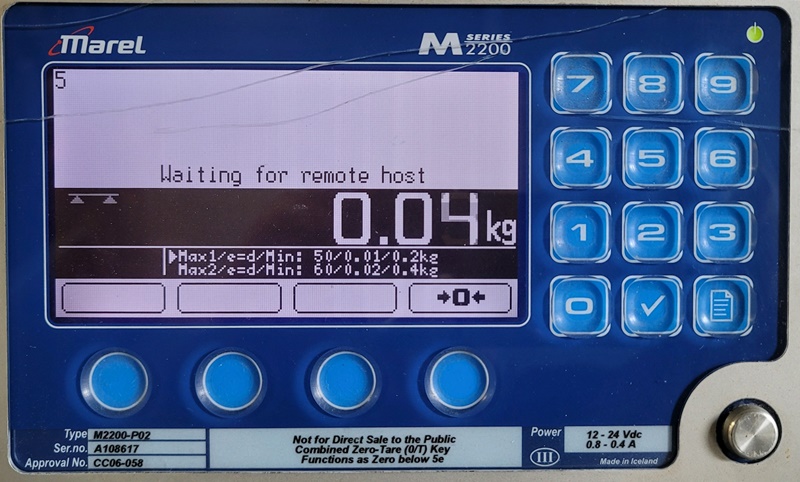 Marel
M SERIES 2200
5
Waiting for remote host
0.04 kg
Max1/e=d/Min: 50/0.01/0.2kg
Max2/e=d/Min: 60/0.02/0.4kg
→0←
7 8 9
4 5 6
1 2 3
0 ✓
Type M2200-P02
Ser.no. A108617
Approval No. CC06-058
Not for Direct Sale to the Public
Combined Zero-Tare (0/T) Key
Functions as Zero below 5e
Power 12 - 24 Vdc
0.8 - 0.4 A
III
Made in Iceland